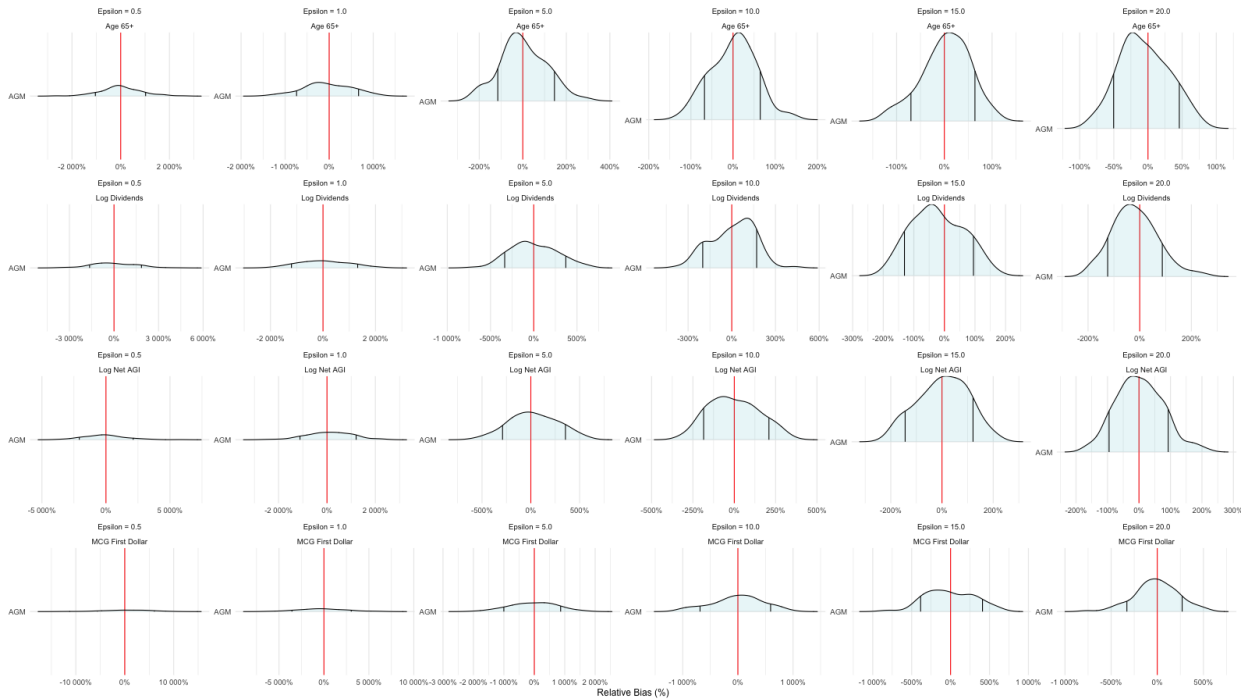 Epsilon = 0.5 Epsilon = 1.0 Epsilon = 5.0 Epsilon = 10.0 Epsilon = 15.0 Epsilon = 20.0
Age 65+ Age 65+ Age 65+ Age 65+ Age 65+ Age 65+
AGM AGM AGM AGM AGM AGM
-2 000% 0% 2 000% -2 000% -1 000% 0% 1 000% -200% 0% 200% 400% -200% -100% 0% 100% 200% -100% 0% 100% -100% -50% 0% 50% 100%
Epsilon = 0.5 Epsilon = 1.0 Epsilon = 5.0 Epsilon = 10.0 Epsilon = 15.0 Epsilon = 20.0
Log Dividends Log Dividends Log Dividends Log Dividends Log Dividends Log Dividends
AGM AGM AGM AGM AGM AGM
-3 000% 0% 3 000% 6 000% -2 000% 0% 2 000% -1 000% -500% 0% 500% -300% 0% 300% 600% -300% -200% -100% 0% 100% 200% -200% 0% 200%
Epsilon = 0.5 Epsilon = 1.0 Epsilon = 5.0 Epsilon = 10.0 Epsilon = 15.0 Epsilon = 20.0
Log Net AGI Log Net AGI Log Net AGI Log Net AGI Log Net AGI Log Net AGI
AGM AGM AGM AGM AGM AGM
-5 000% 0% 5 000% -2 000% 0% 2 000% -500% 0% 500% -500% -250% 0% 250% 500% -200% 0% 200% -200% -100% 0% 100% 200% 300%
Epsilon = 0.5 Epsilon = 1.0 Epsilon = 5.0 Epsilon = 10.0 Epsilon = 15.0 Epsilon = 20.0
MCG First Dollar MCG First Dollar MCG First Dollar MCG First Dollar MCG First Dollar MCG First Dollar
AGM AGM AGM AGM AGM AGM
-10 000% 0% 10 000% -5 000% 0% 5 000% 10 000% -3 000% -2 000% -1 000% 0% 1 000% 2 000% -1 000% 0% 1 000% -1 000% -500% 0% 500% 1 000% -1 000% -500% 0% 500%
Relative Bias (%)